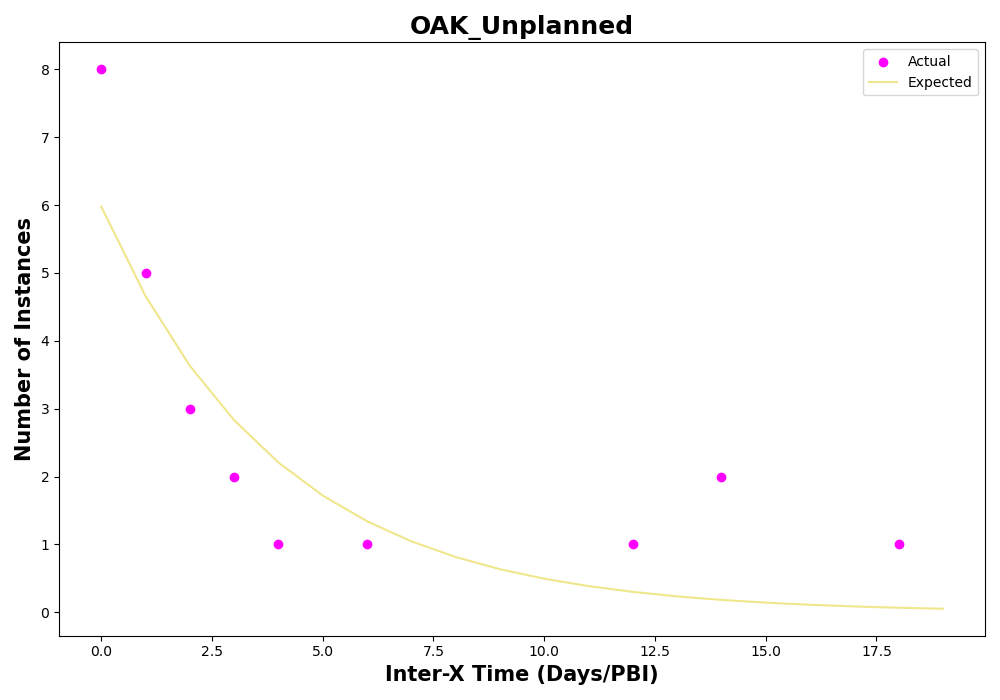 OAK_Unplanned
Actual
Expected
Number of Instances
8
7
6
5
4
3
2
1
0
0.0 2.5 5.0 7.5 10.0 12.5 15.0 17.5
Inter-X Time (Days/PBI)